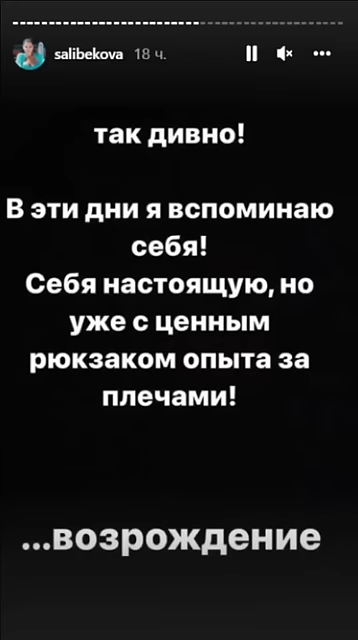 salibekova 18 ч.
так дивно!
В эти дни я вспоминаю
себя!
Себя настоящую, но
уже с ценным
рюкзаком опыта за
плечами!
...возрождение